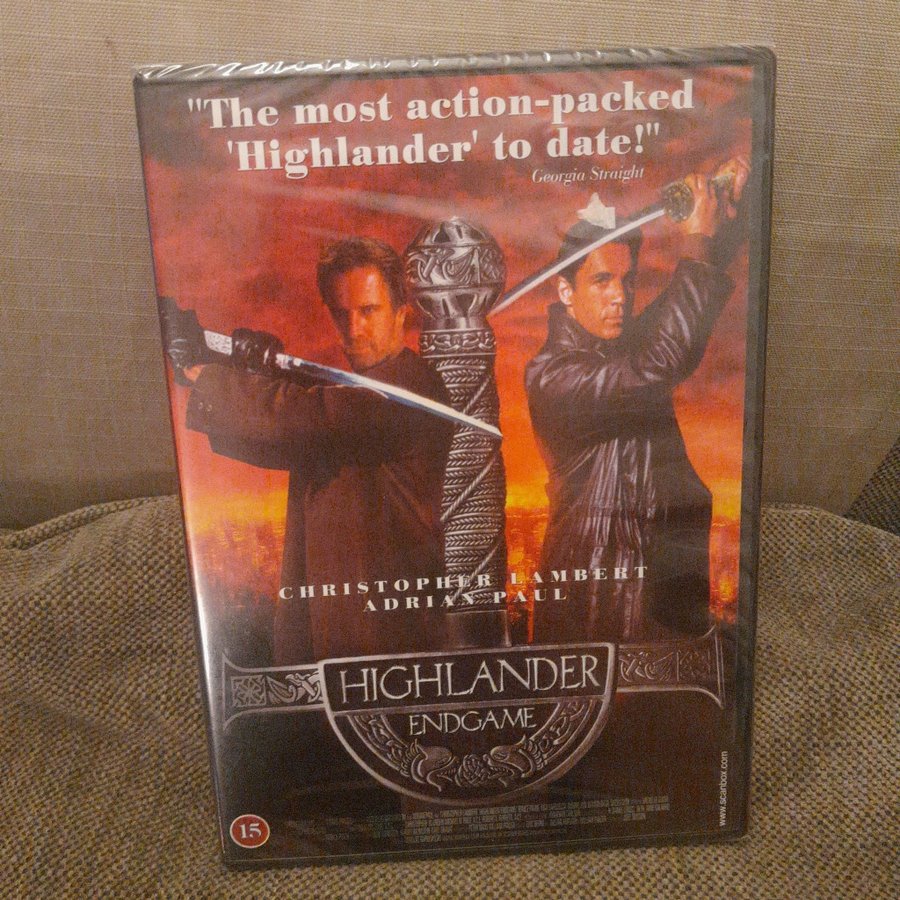 "The most action-packed
'Highlander' to date!"
Georgia Straight
CHRISTOPHER LAMBERT
ADRIAN PAUL
HIGHLANDER
ENDGAME
www.scanbox.com
15